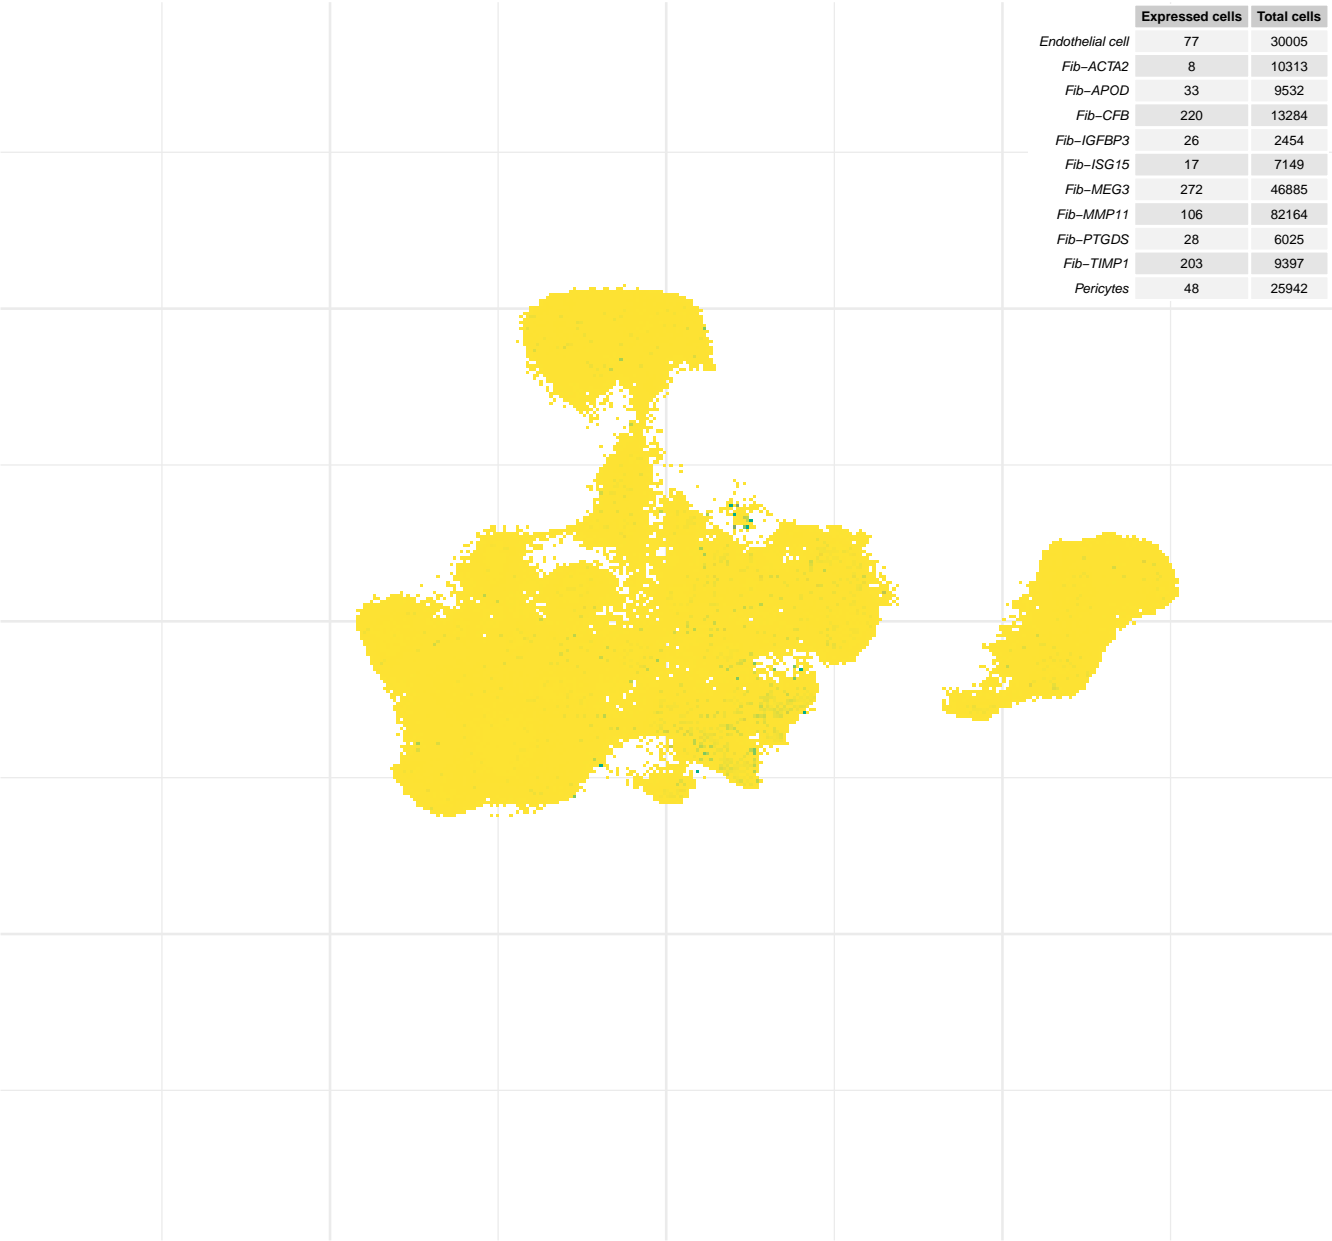 Expressed cells Total cells
Endothelial cell 77 30005
Fib−ACTA2 8 10313
Fib−APOD 33 9532
Fib−CFB 220 13284
Fib−IGFBP3 26 2454
Fib−ISG15 17 7149
Fib−MEG3 272 46885
Fib−MMP11 106 82164
Fib−PTGDS 28 6025
Fib−TIMP1 203 9397
Pericytes 48 25942